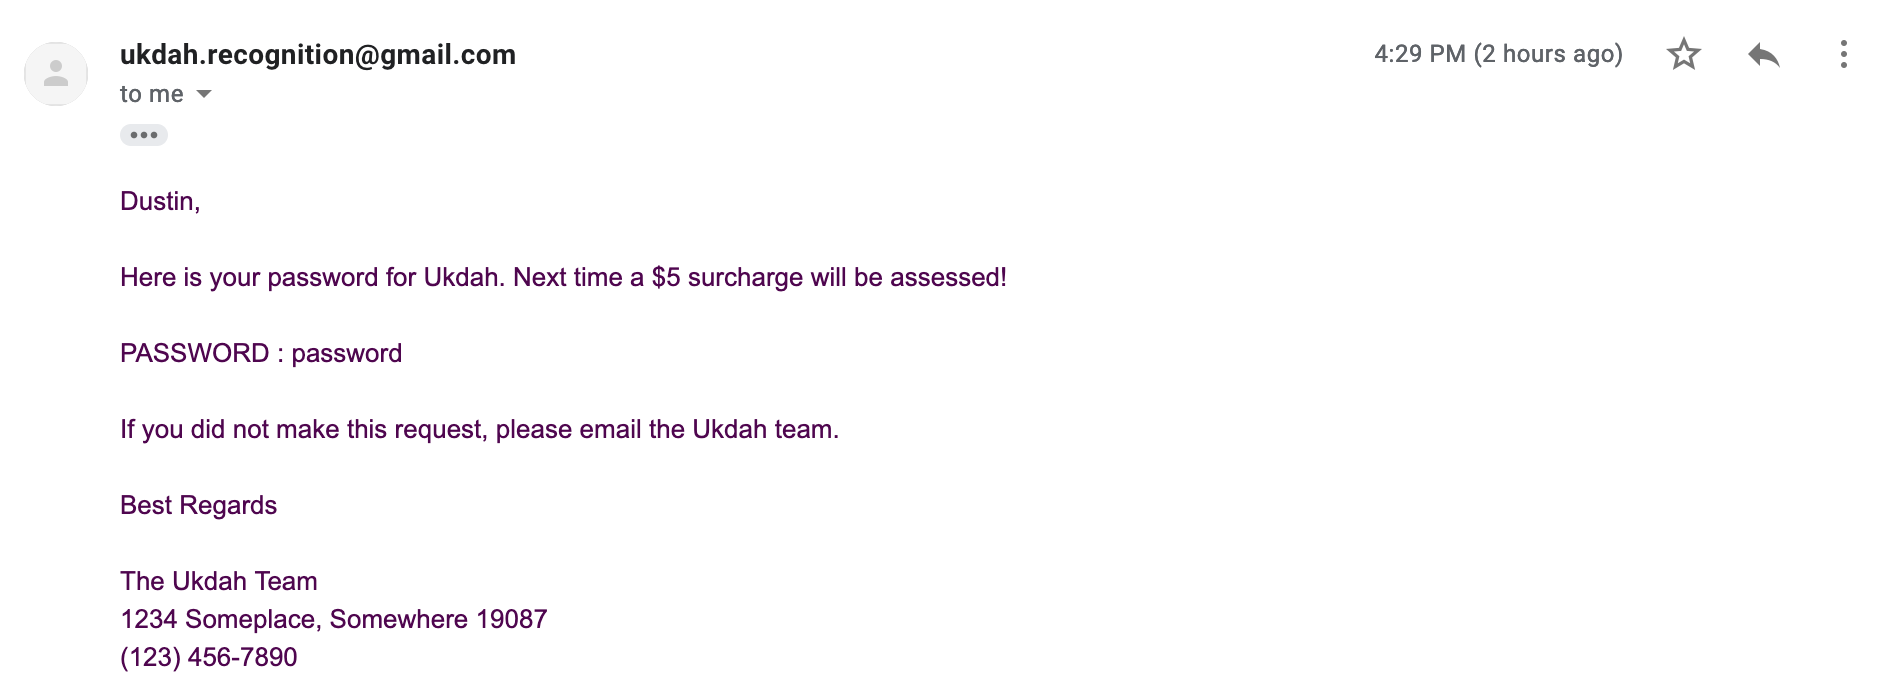 ukdah.recognition@gmail.com
4:29 PM (2 hours ago)
to me
Dustin,
Here is your password for Ukdah. Next time a $5 surcharge will be assessed!
PASSWORD : password
If you did not make this request, please email the Ukdah team.
Best Regards
The Ukdah Team
1234 Someplace, Somewhere 19087
(123) 456-7890